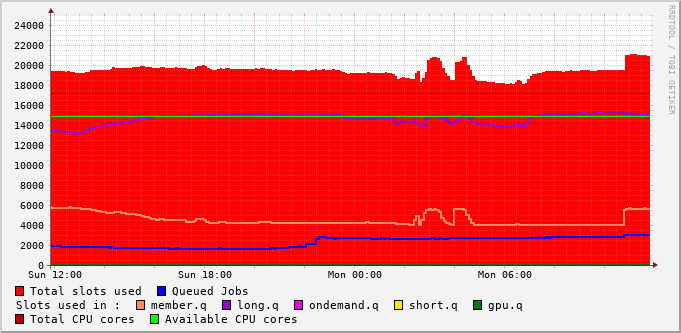 24000
22000
20000
18000
16000
14000
12000
10000
8000
6000
4000
2000
0
Sun 12:00 Sun 18:00 Mon 00:00 Mon 06:00
Total slots used Queued Jobs
Slots used in : member.q long.q ondemand.q short.q gpu.q
Total CPU cores Available CPU cores
RRDTOOL / TOBI OETIKER